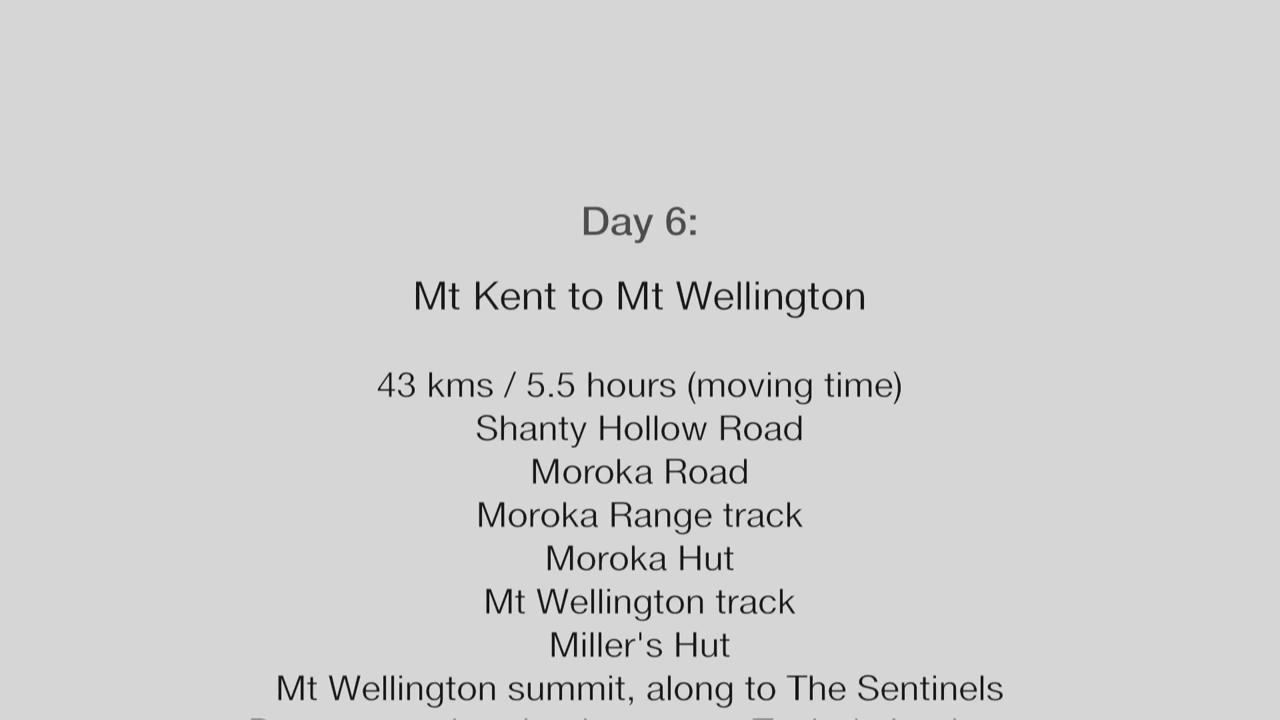 Day 6:
Mt Kent to Mt Wellington
43 kms / 5.5 hours (moving time)
Shanty Hollow Road
Moroka Road
Moroka Range track
Moroka Hut
Mt Wellington track
Miller's Hut
Mt Wellington summit, along to The Sentinels